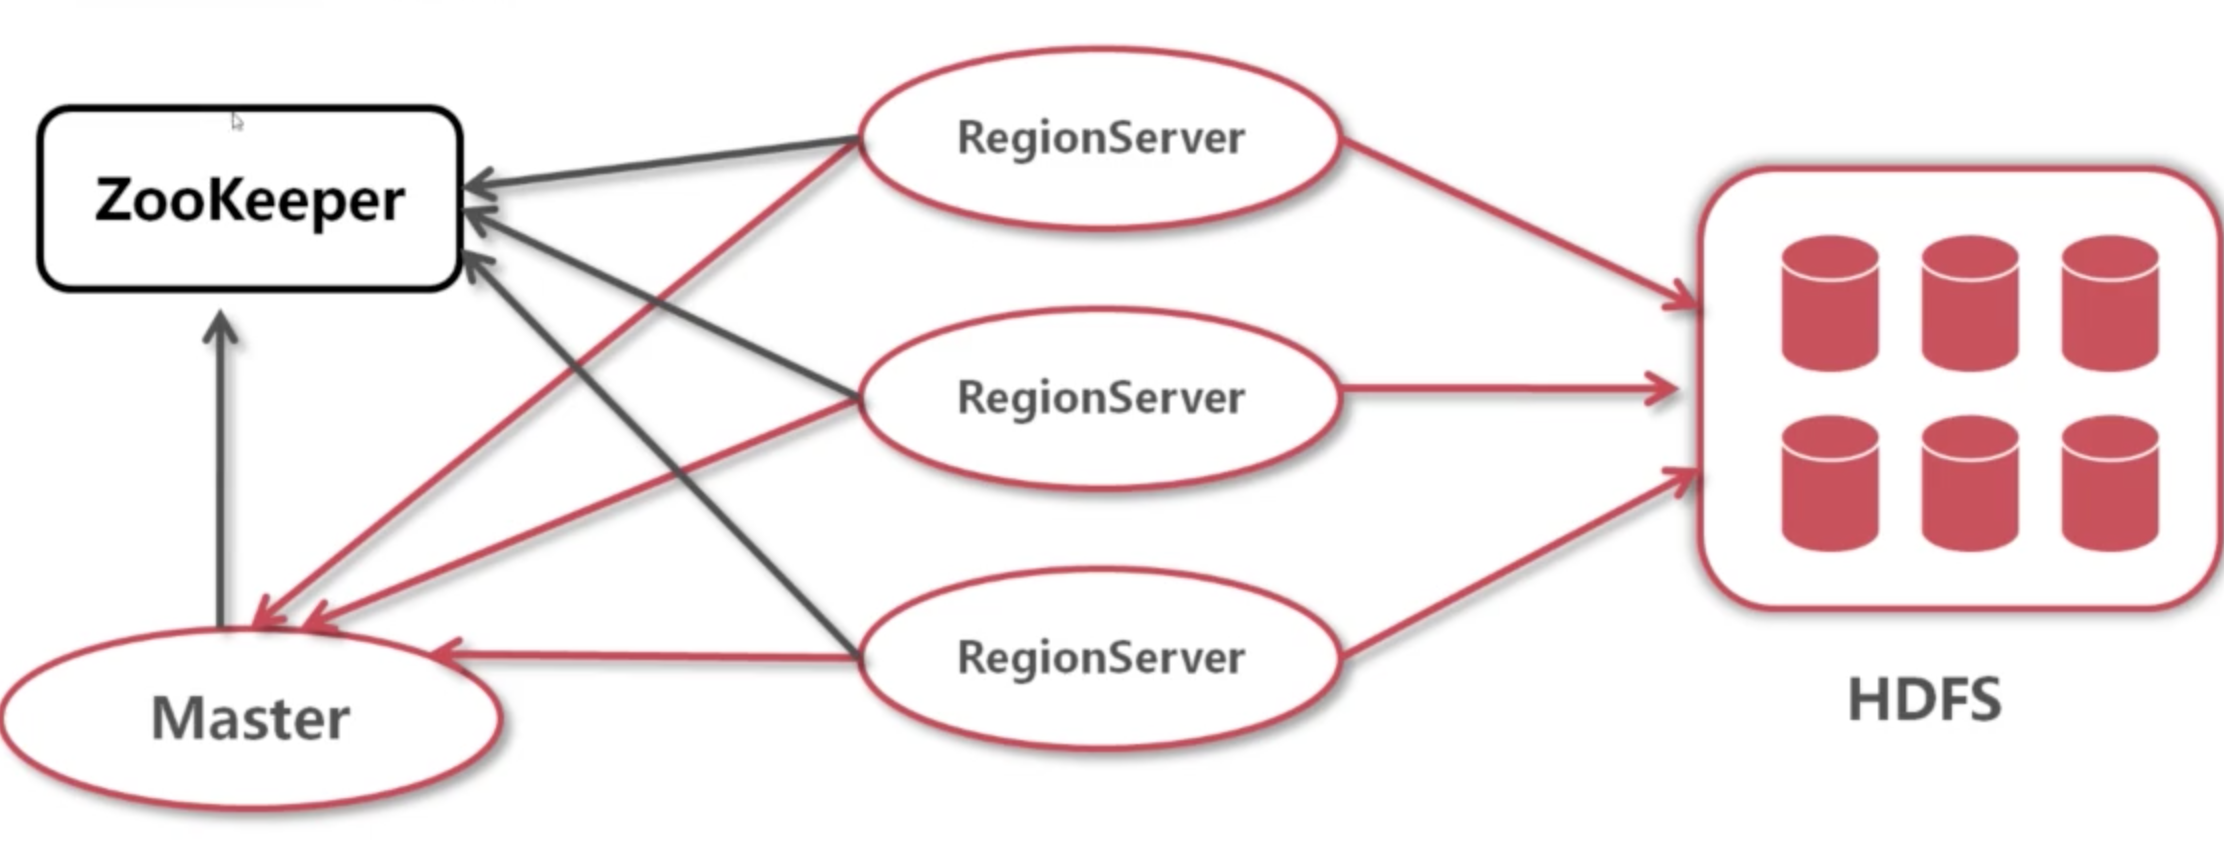 ZooKeeper
RegionServer
RegionServer
RegionServer
Master
HDFS